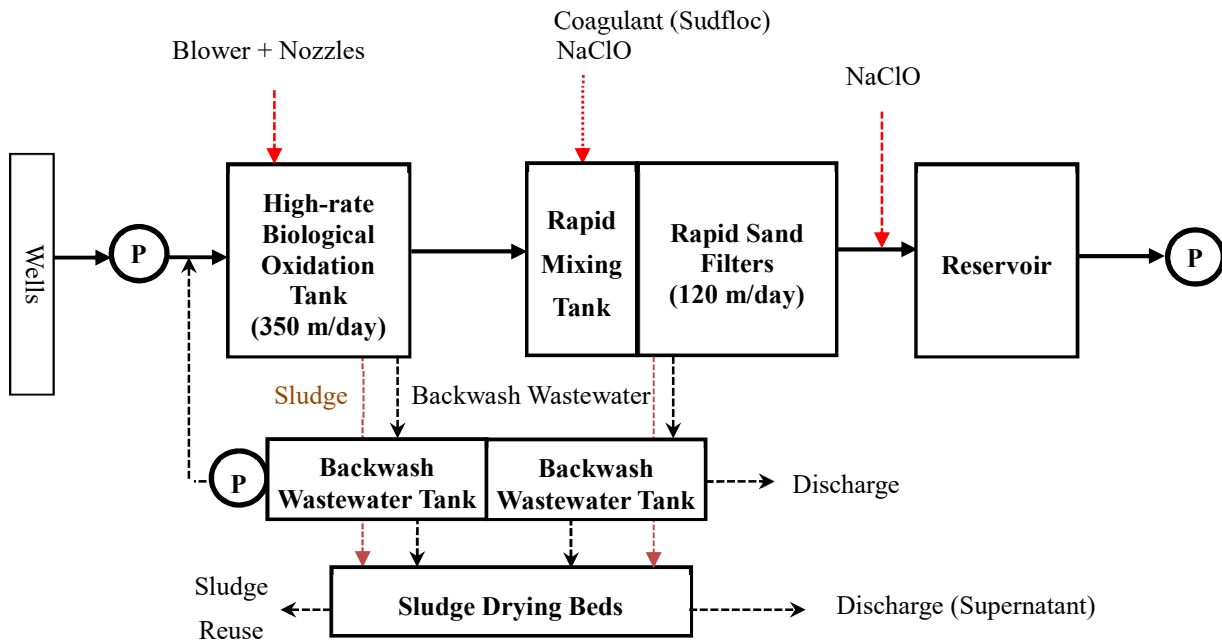 Coagulant (Sudfloc)
NaClO
Blower + Nozzles
NaClO
Wells
P
High-rate
Biological
Oxidation
Tank
(350 m/day)
Rapid
Mixing
Tank
Rapid Sand
Filters
(120 m/day)
Reservoir
P
Sludge
Backwash Wastewater
P
Backwash
Wastewater Tank
Backwash
Wastewater Tank
Discharge
Sludge
Reuse
Sludge Drying Beds
Discharge (Supernatant)